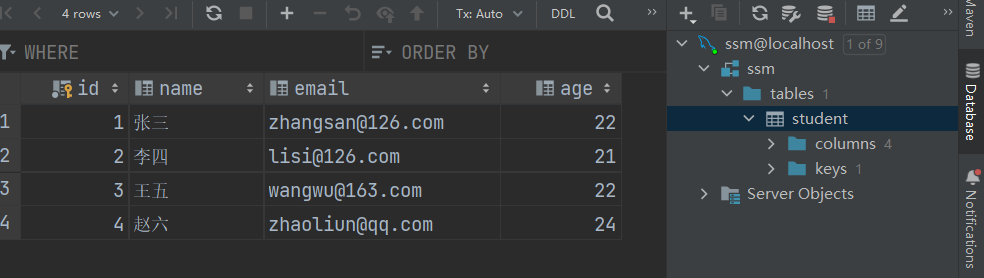 4 rows
Tx: Auto
DDL
WHERE
ORDER BY
id name email age
1 1 张三 zhangsan@126.com 22
2 2 李四 lisi@126.com 21
3 3 王五 wangwu@163.com 22
4 4 赵六 zhaoliun@qq.com 24
ssm@localhost 1 of 9
ssm
tables 1
student
columns 4
keys 1
Server Objects
Maven
Database
Notifications